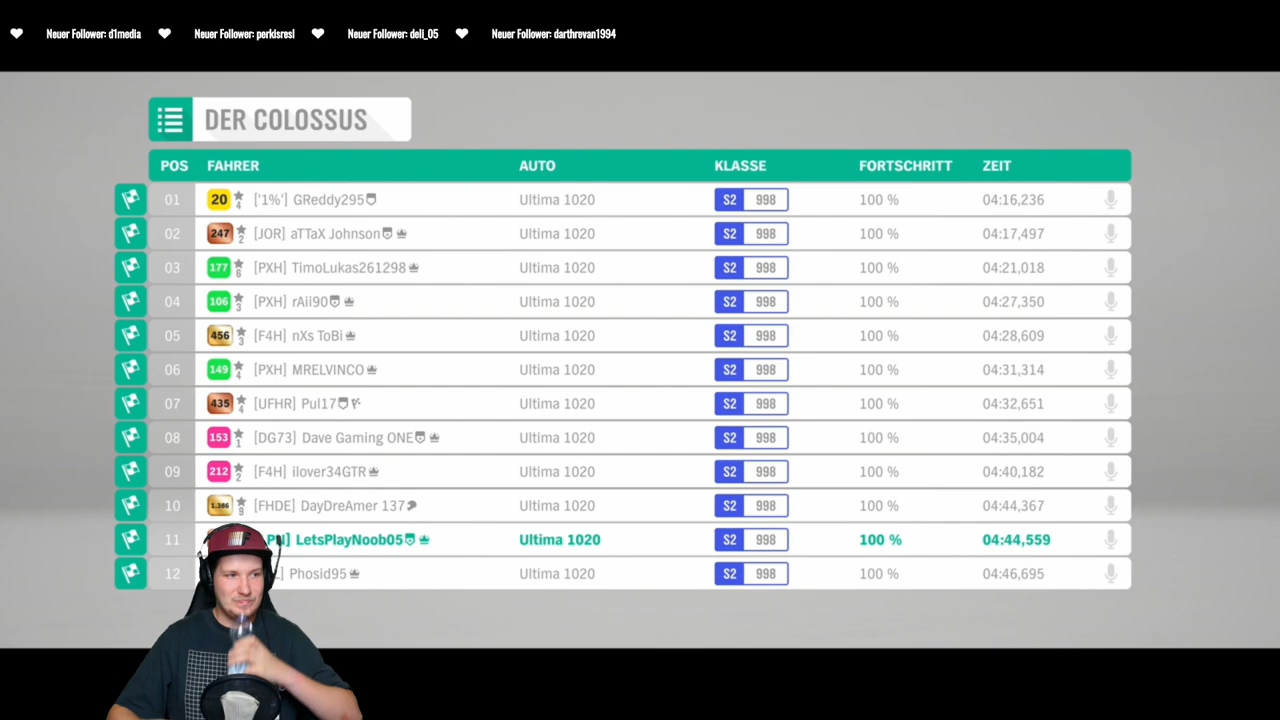 Neuer Follower: d1media Neuer Follower: perkisresl Neuer Follower: deli_05 Neuer Follower: darthrevan1994
DER COLOSSUS
POS FAHRER AUTO KLASSE FORTSCHRITT ZEIT
01 20 4 ['1%'] GReddy295 Ultima 1020 S2 998 100 % 04:16,236
02 247 2 [JOR] aTTaX Johnson Ultima 1020 S2 998 100 % 04:17,497
03 177 6 [PXH] TimoLukas261298 Ultima 1020 S2 998 100 % 04:21,018
04 106 3 [PXH] rAii90 Ultima 1020 S2 998 100 % 04:27,350
05 456 3 [F4H] nXs ToBi Ultima 1020 S2 998 100 % 04:28,609
06 149 4 [PXH] MRELVINCO Ultima 1020 S2 998 100 % 04:31,314
07 435 4 [UFHR] Pul17 Ultima 1020 S2 998 100 % 04:32,651
08 153 1 [DG73] Dave Gaming ONE Ultima 1020 S2 998 100 % 04:35,004
09 212 2 [F4H] ilover34GTR Ultima 1020 S2 998 100 % 04:40,182
10 1.386 9 [FHDE] DayDreAmer 137 Ultima 1020 S2 998 100 % 04:44,367
11 LetsPlayNoob05 Ultima 1020 S2 998 100 % 04:44,559
12 Phosid95 Ultima 1020 S2 998 100 % 04:46,695